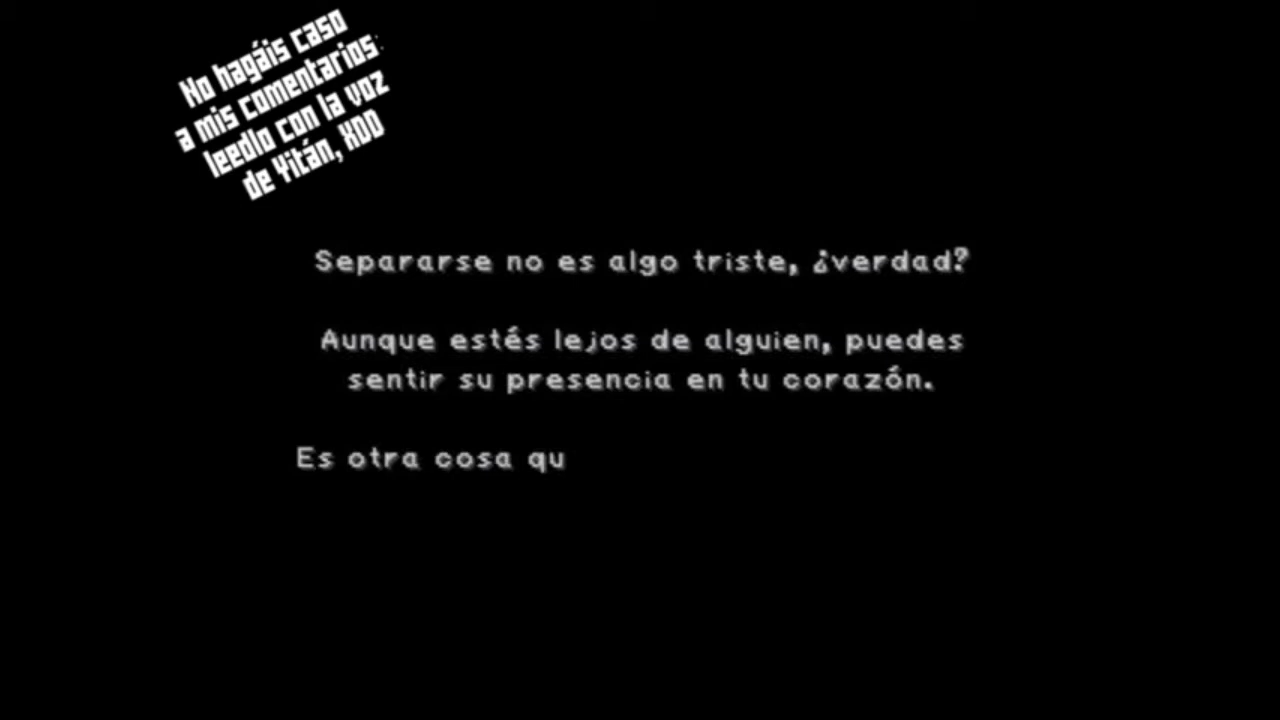 No hagáis caso
a mis comentarios:
leedlo con la voz
de Yitán, XDD
Separarse no es algo triste, ¿verdad?
Aunque estés lejos de alguien, puedes
sentir su presencia en tu corazón.
Es otra cosa qu